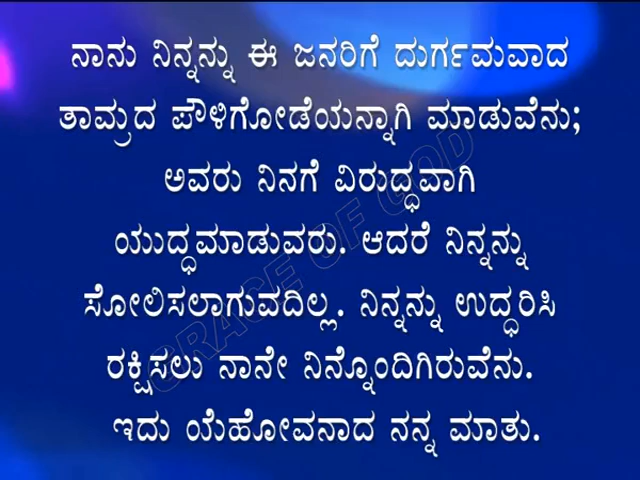 ನಾನು ನಿನ್ನನ್ನು ಈ ಜನರಿಗೆ ದುರ್ಗಮವಾದ
ತಾಮ್ರದ ಪೌಳಿಗೋಡೆಯನ್ನಾಗಿ ಮಾಡುವೆನು;
ಅವರು ನಿನಗೆ ವಿರುದ್ಧವಾಗಿ
ಯುದ್ಧಮಾಡುವರು. ಆದರೆ ನಿನ್ನನ್ನು
ಸೋಲಿಸಲಾಗುವದಿಲ್ಲ. ನಿನ್ನನ್ನು ಉದ್ಧರಿಸಿ
ರಕ್ಷಿಸಲು ನಾನೇ ನಿನ್ನೊಂದಿಗಿರುವೆನು.
ಇದು ಯೆಹೋವನಾದ ನನ್ನ ಮಾತು.
GRACE OF GOD